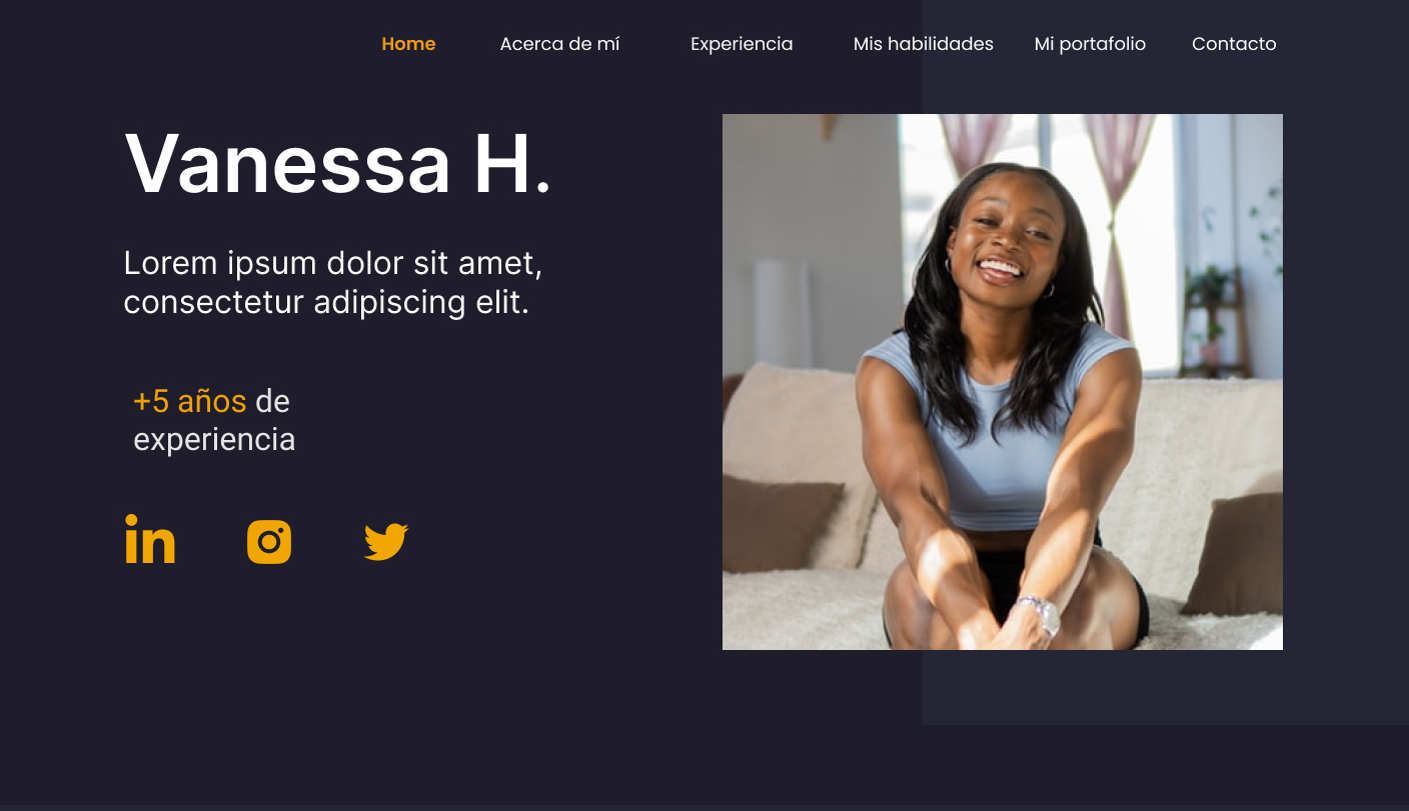 Home Acerca de mí Experiencia Mis habilidades Mi portafolio Contacto
Vanessa H.
Lorem ipsum dolor sit amet,
consectetur adipiscing elit.
+5 años de
experiencia
in